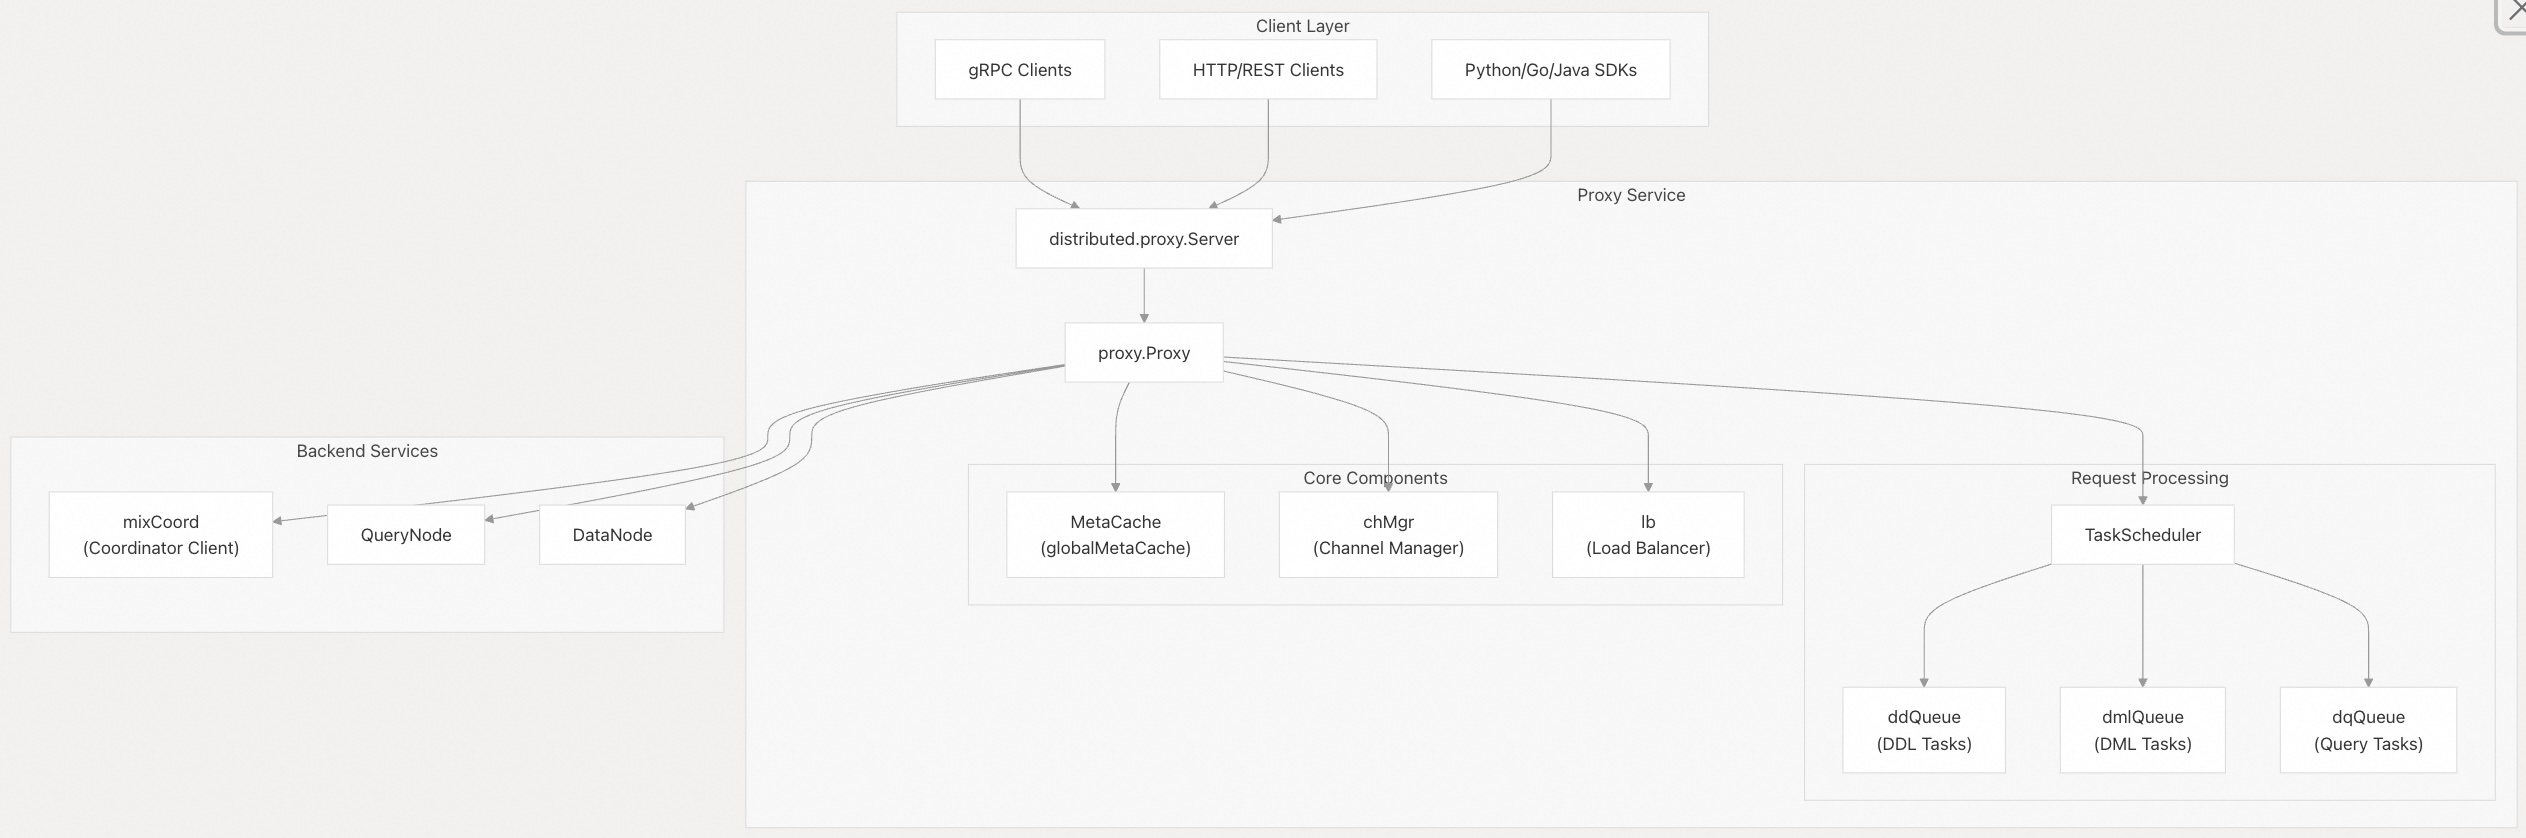 Client Layer
gRPC Clients
HTTP/REST Clients
Python/Go/Java SDKs
Proxy Service
distributed.proxy.Server
proxy.Proxy
Backend Services
mixCoord
(Coordinator Client)
QueryNode
DataNode
Core Components
MetaCache
(globalMetaCache)
chMgr
(Channel Manager)
lb
(Load Balancer)
Request Processing
TaskScheduler
ddQueue
(DDL Tasks)
dmlQueue
(DML Tasks)
dqQueue
(Query Tasks)